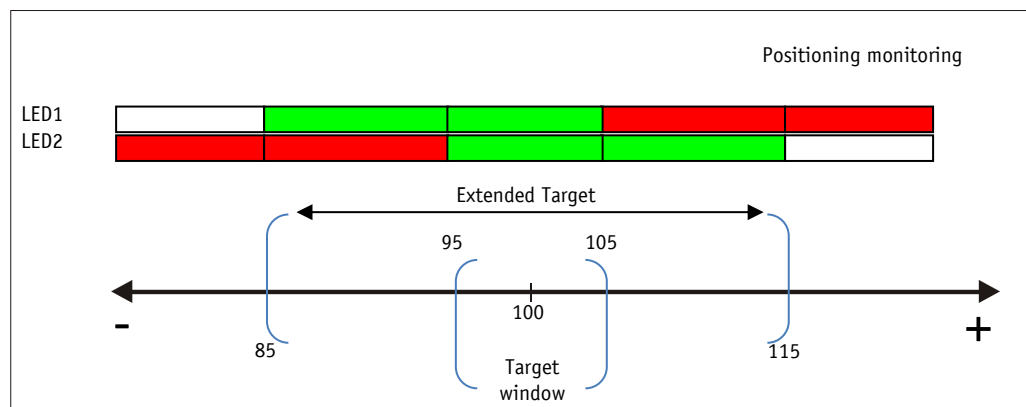 Positioning monitoring
LED1
LED2
Extended Target
95
105
100
-
+
85
115
Target
window